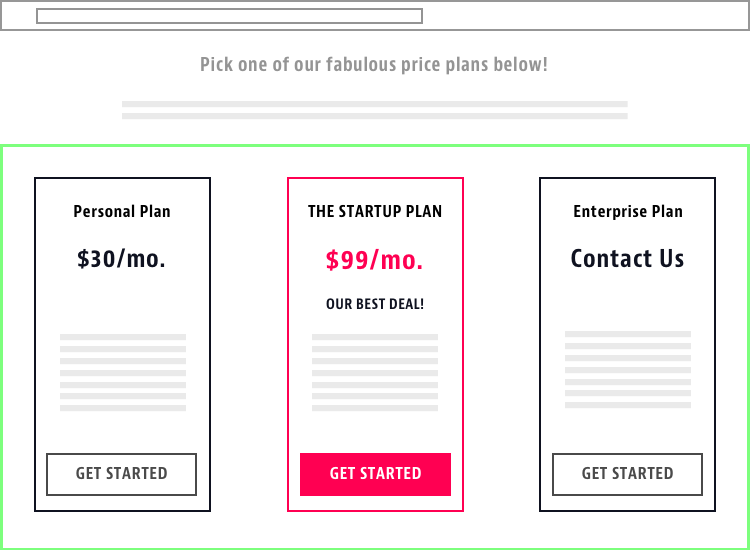 Pick one of our fabulous price plans below!
Personal Plan
$30/mo.
GET STARTED
THE STARTUP PLAN
$99/mo.
OUR BEST DEAL!
GET STARTED
Enterprise Plan
Contact Us
GET STARTED